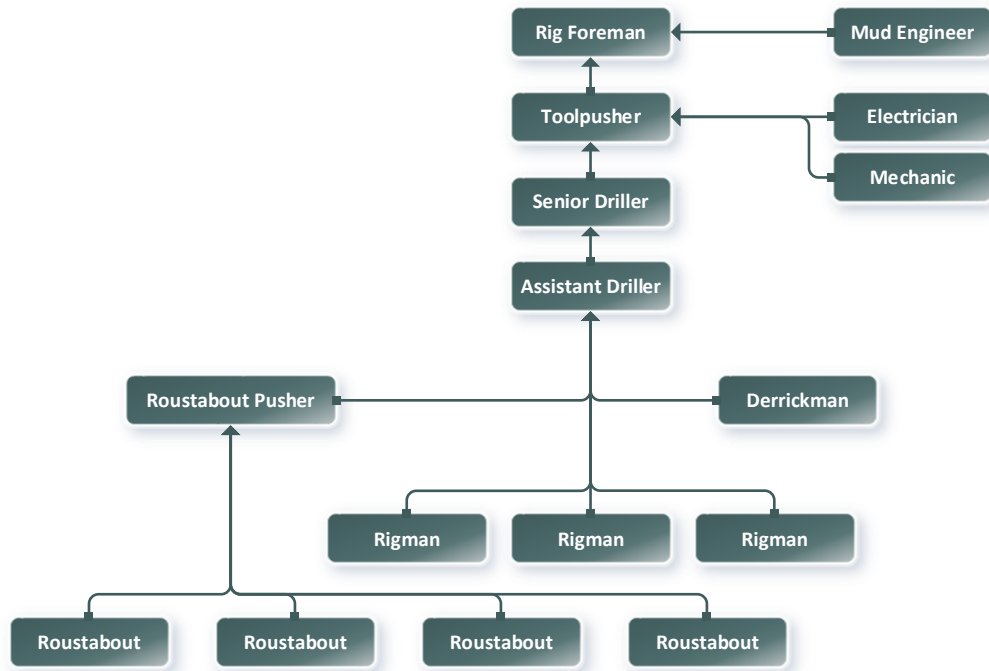 Rig Foreman
Mud Engineer
Toolpusher
Electrician
Mechanic
Senior Driller
Assistant Driller
Roustabout Pusher
Derrickman
Rigman
Rigman
Rigman
Roustabout
Roustabout
Roustabout
Roustabout